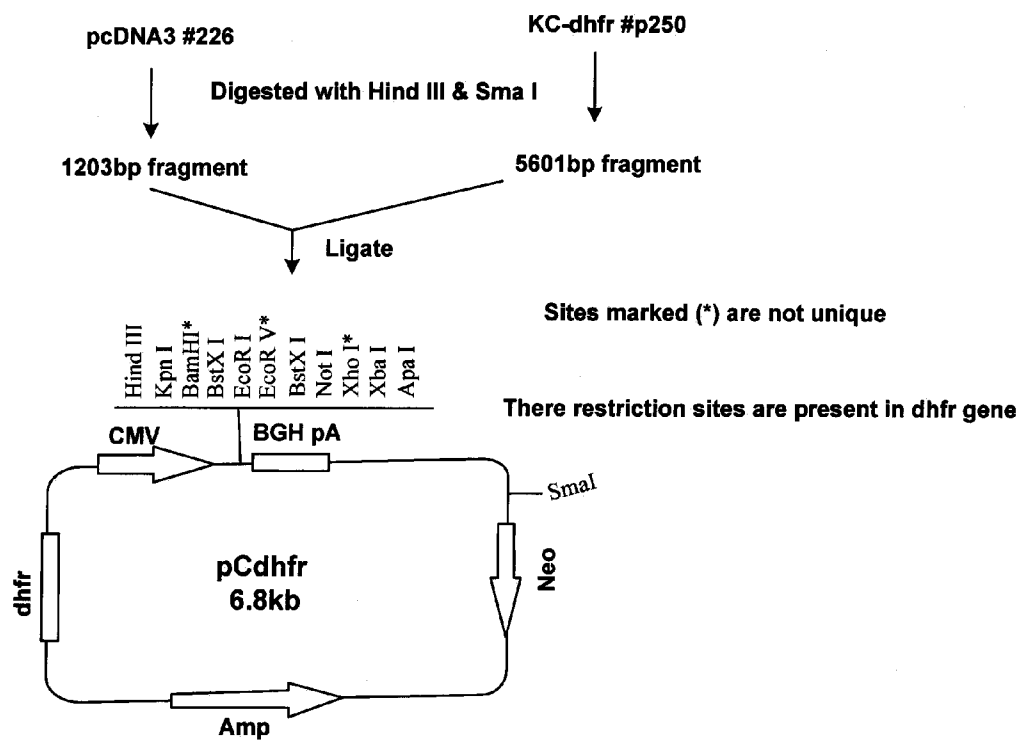 pcDNA3 #226
KC-dhfr #p250
Digested with Hind III & Sma I
1203bp fragment
5601bp fragment
Ligate
Sites marked (*) are not unique
Hind III
Kpn I
BamHI*
BstX I
EcoR I
EcoR V*
BstX I
Not I
Xho I*
Xba I
Apa I
There restriction sites are present in dhfr gene
CMV
BGH pA
SmaI
pCdhfr
6.8kb
dhfr
Neo
Amp